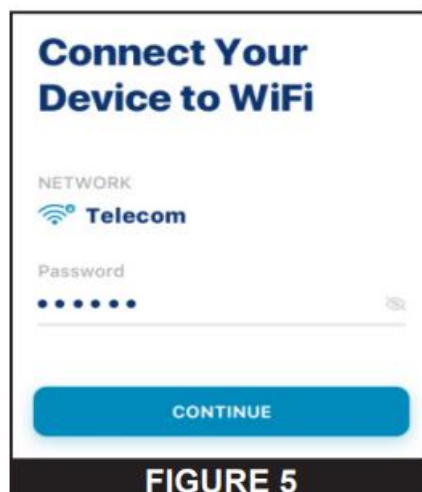 Connect Your
Device to WiFi
NETWORK
Telecom
Password
••••••
CONTINUE
FIGURE 5